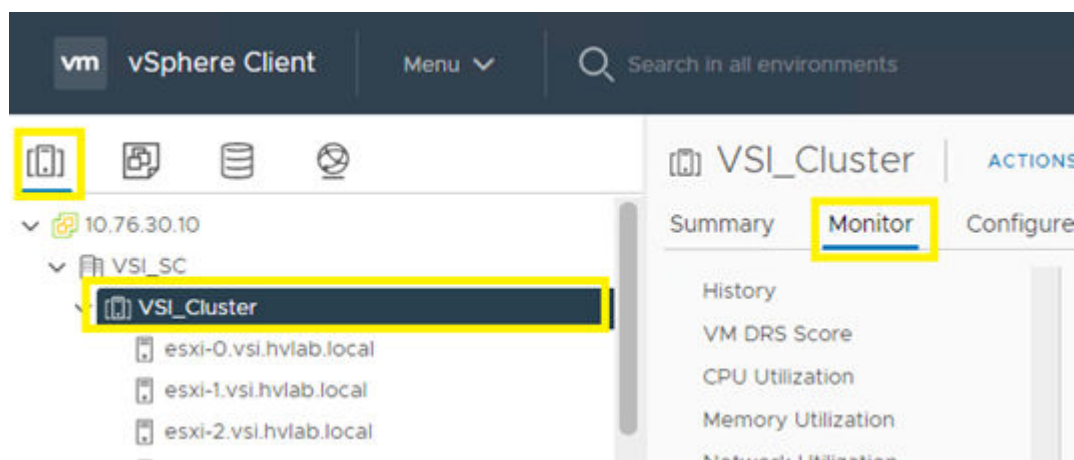 vm vSphere Client Menu Search in all environments
VSI_Cluster ACTIONS
10.76.30.10
Summary Monitor Configure
VSI_SC
VSI_Cluster
History
esxi-0.vsi.hvlab.local
VM DRS Score
esxi-1.vsi.hvlab.local
CPU Utilization
esxi-2.vsi.hvlab.local
Memory Utilization
Network Utilization